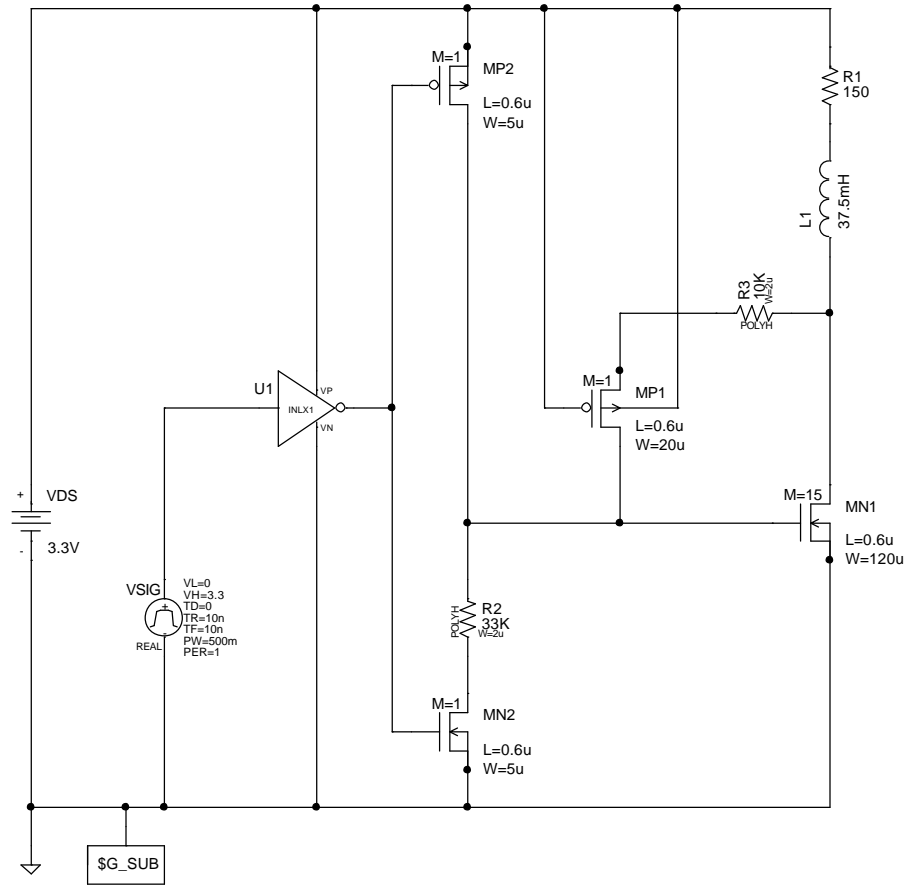 M=1
MP2
L=0.6u
W=5u
R1
150
L1
37.5mH
R3
10K
W=2u
POLYH
U1
VP
INLX1
VN
M=1
MP1
L=0.6u
W=20u
+
VDS
-
3.3V
M=15
MN1
L=0.6u
W=120u
VSIG
+
-
REAL
VL=0
VH=3.3
TD=0
TR=10n
TF=10n
PW=500m
PER=1
POLYH
R2
33K
W=2u
M=1
MN2
L=0.6u
W=5u
$G_SUB